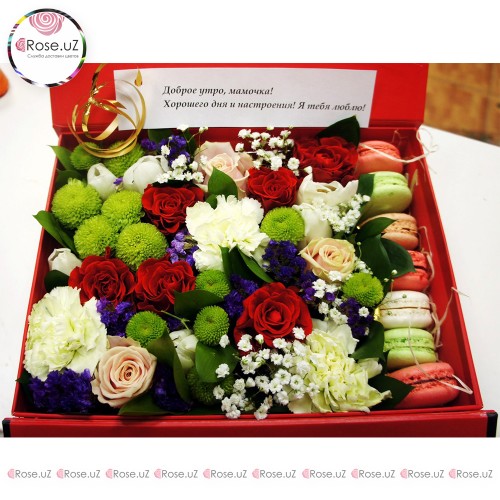 Rose.uZ
Служба доставки цветов
Доброе утро, мамочка!
Хорошего дня и настроения! Я тебя люблю!
Rose.uZ Rose.uZ Rose.uZ Rose.uZ Rose.uZ Rose.uZ Rose.uZ Rose.uZ Rose.uZ Rose.uZ